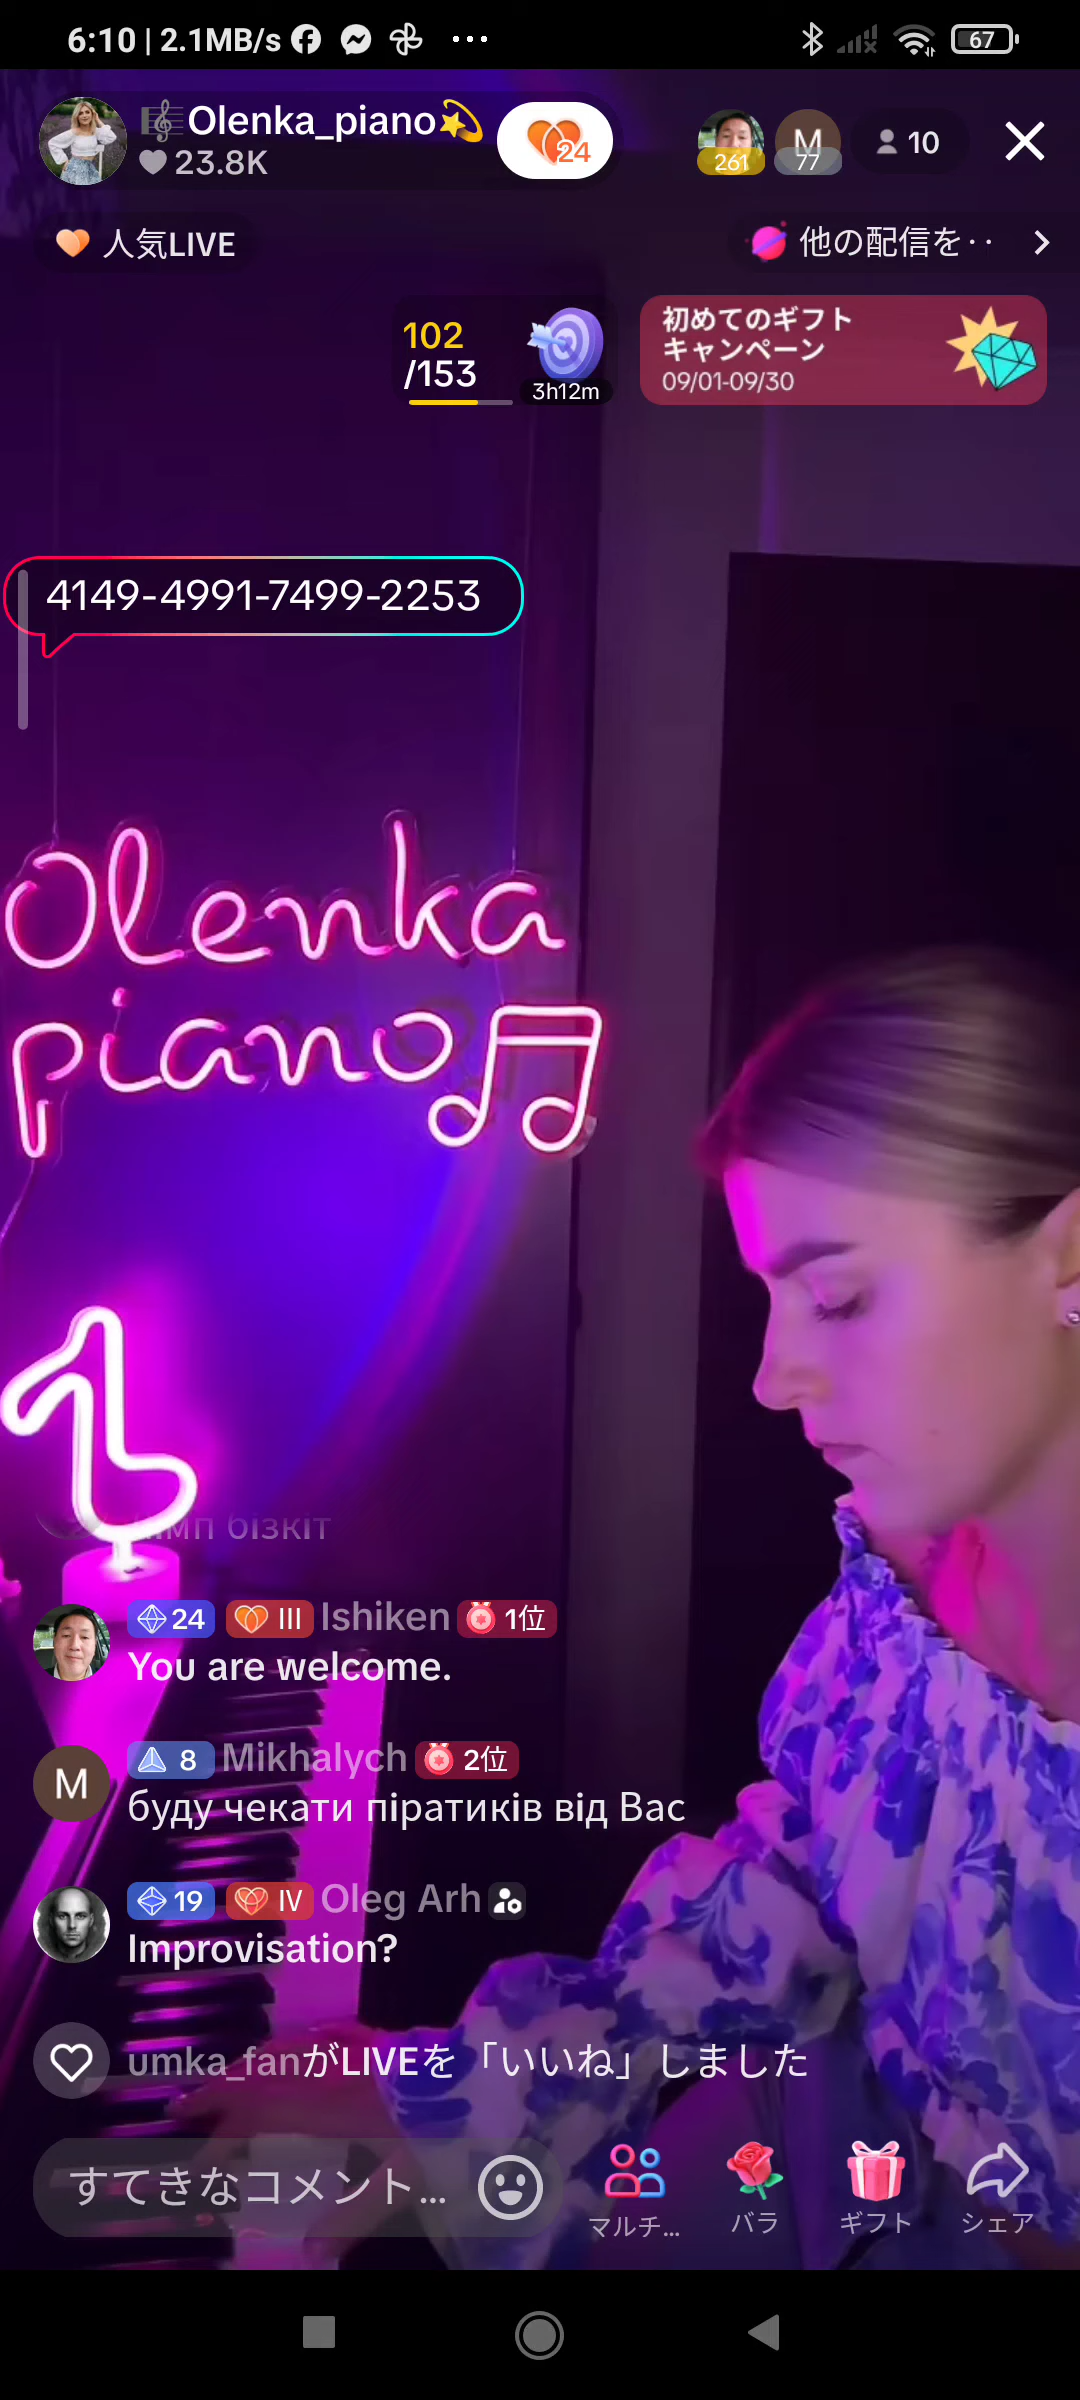 6:10 | 2.1MB/s
67
Olenka_piano
23.8K
24
261
M
77
10
人気LIVE
他の配信を··
102
/153
3h12m
初めてのギフト
キャンペーン
09/01-09/30
4149-4991-7499-2253
Olenka
piano
бізкіт
24 III Ishiken 1位
You are welcome.
M
8 Mikhalych 2位
буду чекати піратиків від Вас
19 IV Oleg Arh
Improvisation?
umka_fanがLIVEを「いいね」しました
すてきなコメント...
マルチ...
バラ
ギフト
シェア